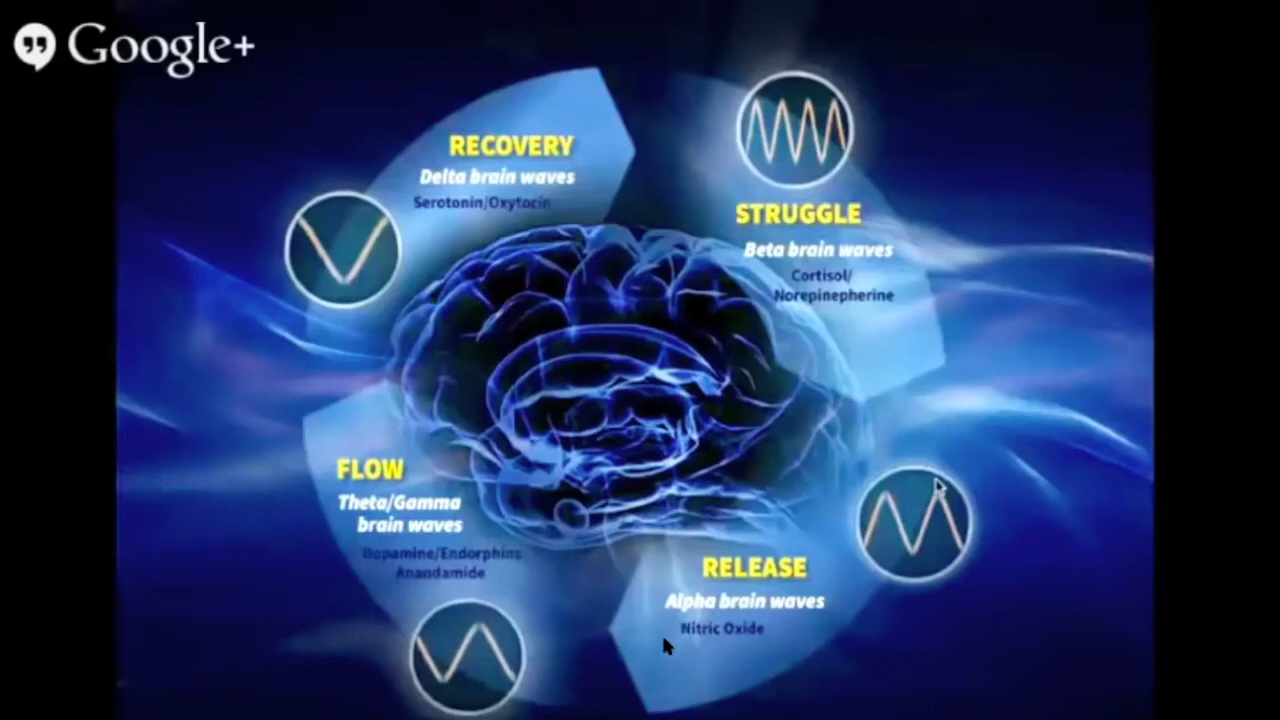 Google+
RECOVERY
Delta brain waves
Serotonin/Oxytocin
STRUGGLE
Beta brain waves
Cortisol/
Norepinepherine
FLOW
Theta/Gamma
brain waves
Dopamine/Endorphins
Anandamide
RELEASE
Alpha brain waves
Nitric Oxide